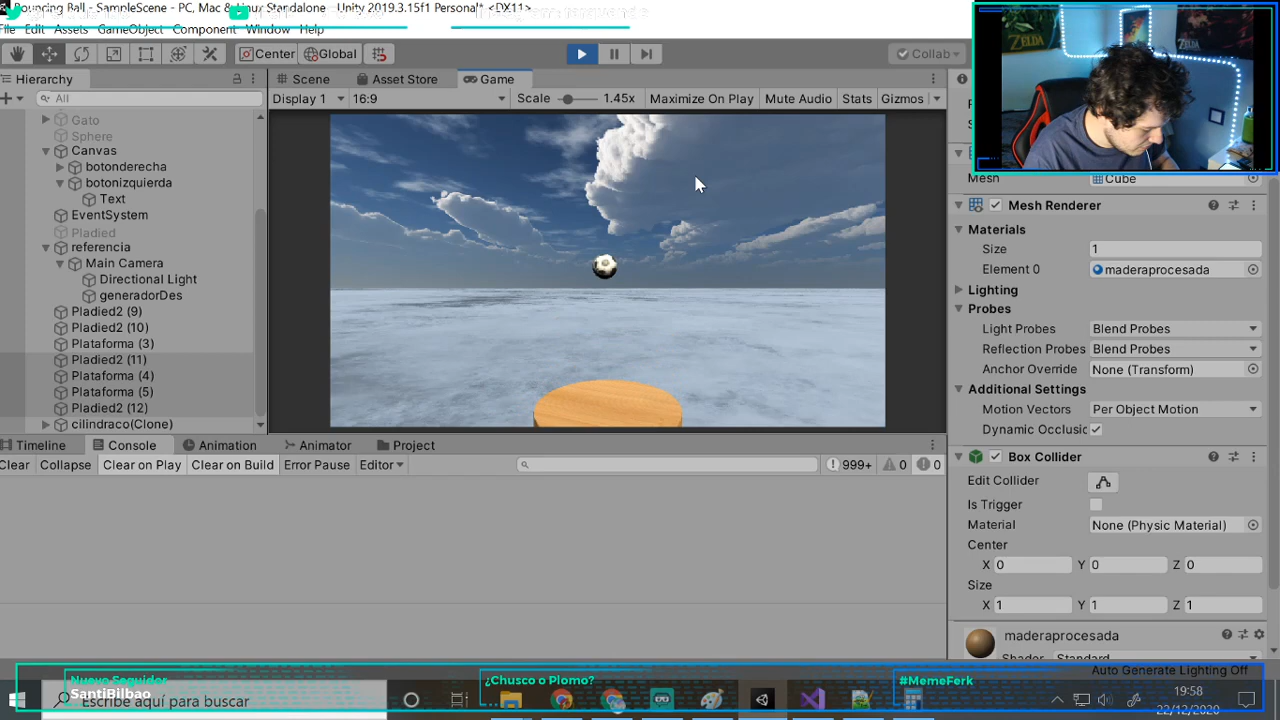 Bouncing Ball - SampleScene - PC, Mac & Linux Standalone - Unity 2019.3.15f1 Personal* <DX11>
File Edit Assets GameObject Component Window Help
Center Global Collab
Hierarchy Scene Asset Store Game
All Display 1 16:9 Scale 1.45x Maximize On Play Mute Audio Stats Gizmos
Gato
Sphere
Canvas
botonderecha
botonizquierda
Text
EventSystem
Pladied
referencia
Main Camera
Directional Light
generadorDes
Pladied2 (9)
Pladied2 (10)
Plataforma (3)
Pladied2 (11)
Plataforma (4)
Plataforma (5)
Pladied2 (12)
cilindraco(Clone)
ZELDA
ZELDA
Mesh Cube
Mesh Renderer
Materials
Size 1
Element 0 maderaprocesada
Lighting
Probes
Light Probes Blend Probes
Reflection Probes Blend Probes
Anchor Override None (Transform)
Additional Settings
Motion Vectors Per Object Motion
Dynamic Occlusic
Box Collider
Edit Collider
Is Trigger
Material None (Physic Material)
Center
X 0 Y 0 Z 0
Size
X 1 Y 1 Z 1
maderaprocesada
Shader Standard
Timeline Console Animation Animator Project
Clear Collapse Clear on Play Clear on Build Error Pause Editor 999+ 0 0
Auto Generate Lighting Off
Nuevo Seguidor
SantiBilbao
¿Chusco o Plomo?
#MemeFerk
Escribe aquí para buscar
19:58
22/12/2020